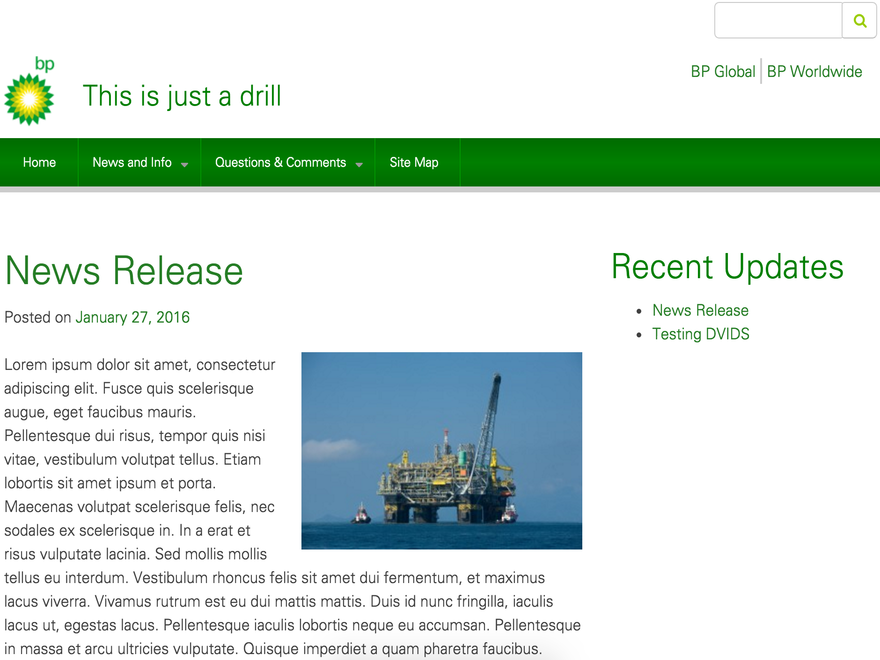 BP Global BP Worldwide
bp
This is just a drill
Home News and Info Questions & Comments Site Map
News Release
Posted on January 27, 2016
Lorem ipsum dolor sit amet, consectetur
adipiscing elit. Fusce quis scelerisque
augue, eget faucibus mauris.
Pellentesque dui risus, tempor quis nisi
vitae, vestibulum volutpat tellus. Etiam
lobortis sit amet ipsum et porta.
Maecenas volutpat scelerisque felis, nec
sodales ex scelerisque in. In a erat et
risus vulputate lacinia. Sed mollis mollis
tellus eu interdum. Vestibulum rhoncus felis sit amet dui fermentum, et maximus
lacus viverra. Vivamus rutrum est eu dui mattis mattis. Duis id nunc fringilla, iaculis
lacus ut, egestas lacus. Pellentesque iaculis lobortis neque eu accumsan. Pellentesque
in massa et arcu ultricies vulputate. Quisque imperdiet a quam pharetra faucibus.
Recent Updates
News Release
Testing DVIDS